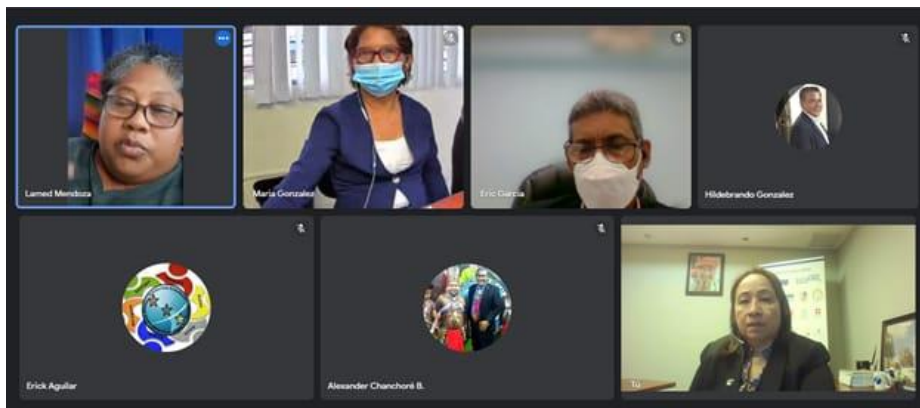 Lamed Mendoza
Maria Gonzalez
Eric Garcia
Hildebrando Gonzalez
Erick Aguilar
Alexander Chanchoré B.
Tú